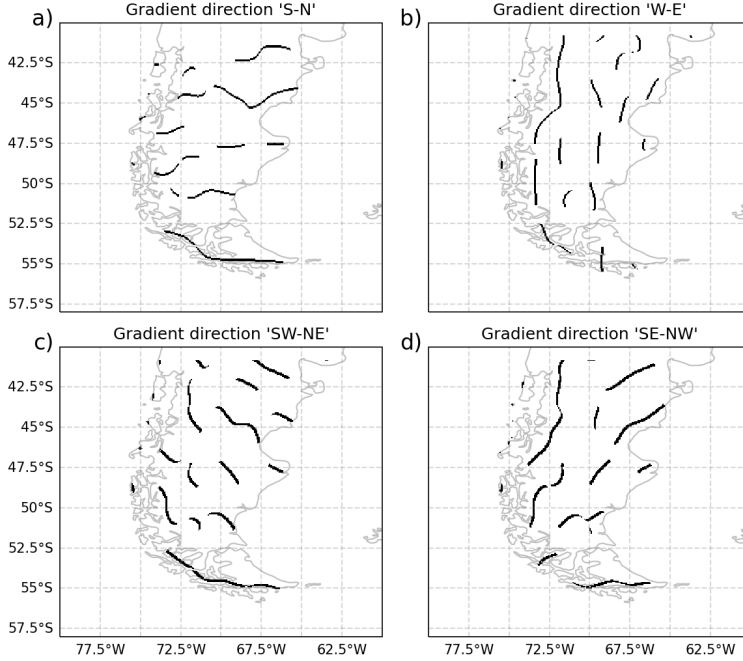 a) Gradient direction 'S-N'
b) Gradient direction 'W-E'
42.5°S
45°S
47.5°S
50°S
52.5°S
55°S
57.5°S
c) Gradient direction 'SW-NE'
d) Gradient direction 'SE-NW'
42.5°S
45°S
47.5°S
50°S
52.5°S
55°S
57.5°S
77.5°W 72.5°W 67.5°W 62.5°W 77.5°W 72.5°W 67.5°W 62.5°W